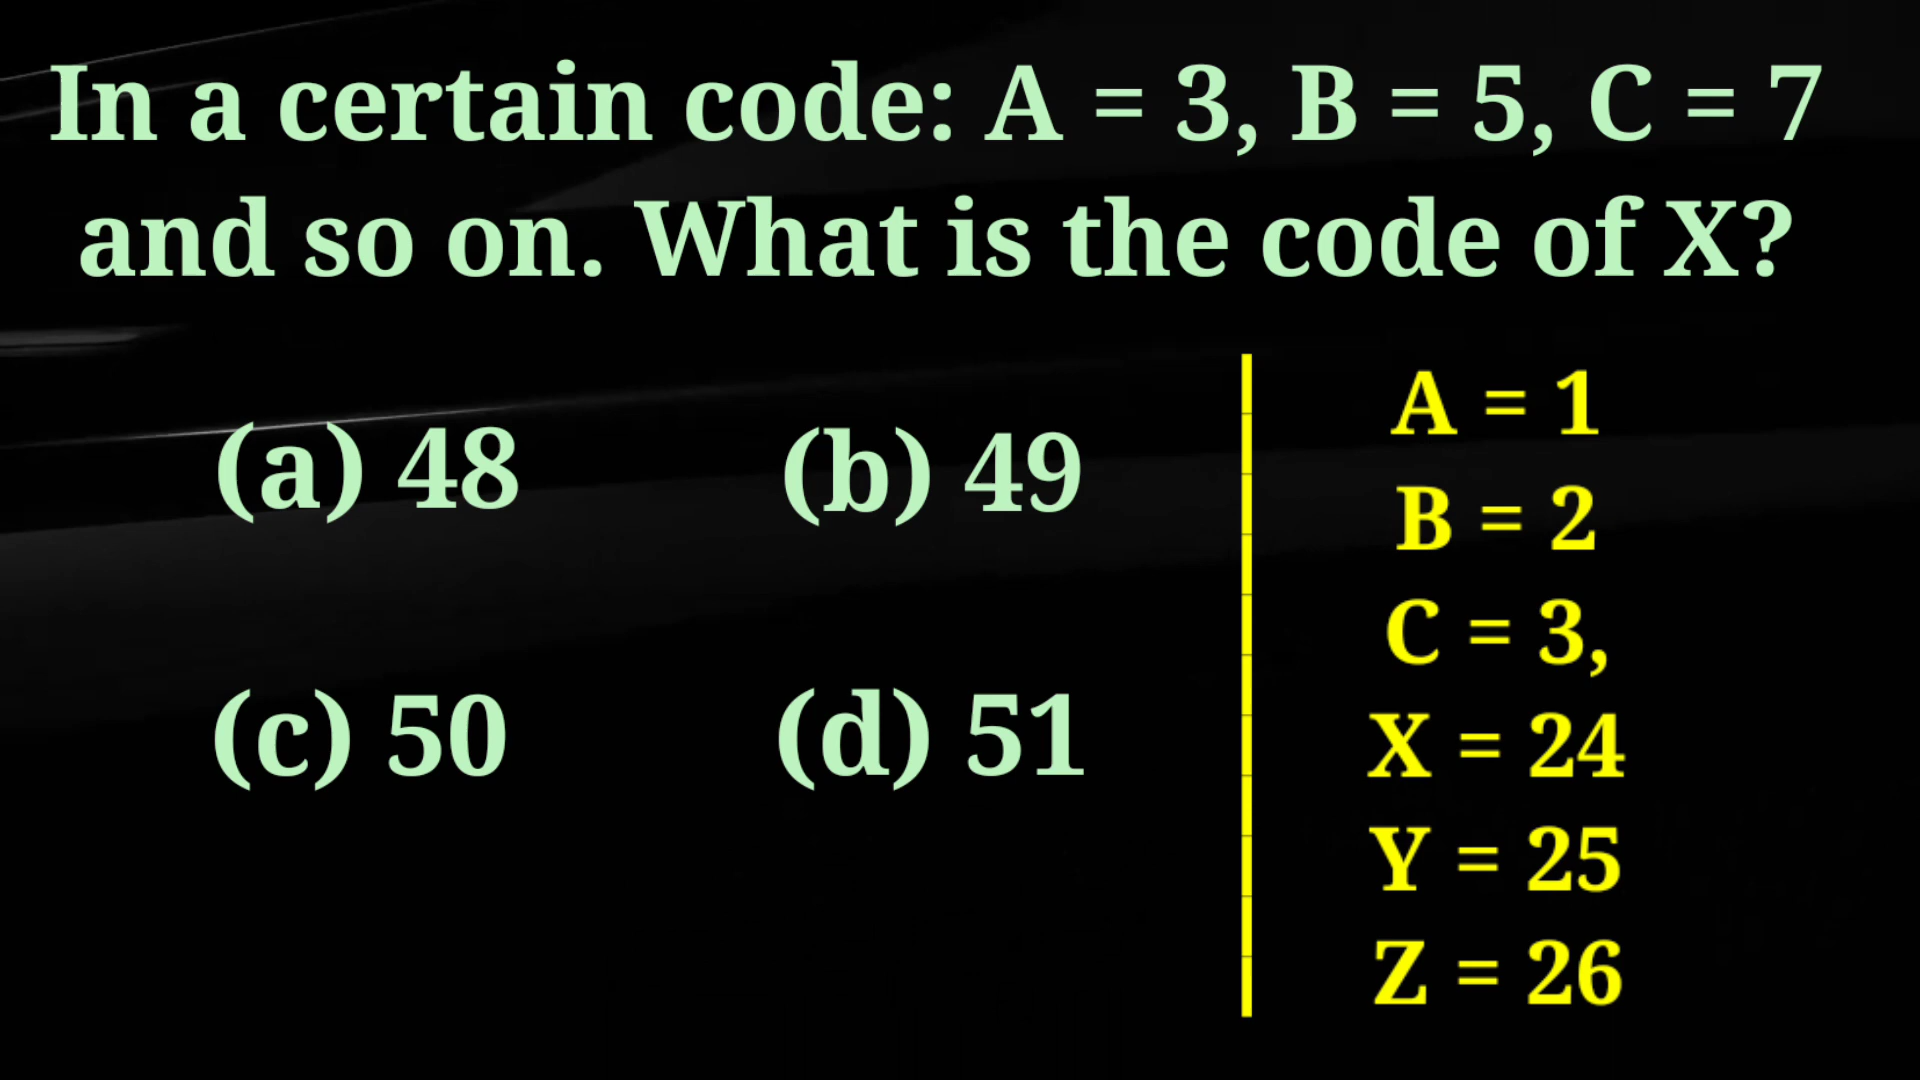 In a certain code: A = 3, B = 5, C = 7
and so on. What is the code of X?
(a) 48
(b) 49
(c) 50
(d) 51
A = 1
B = 2
C = 3,
X = 24
Y = 25
Z = 26